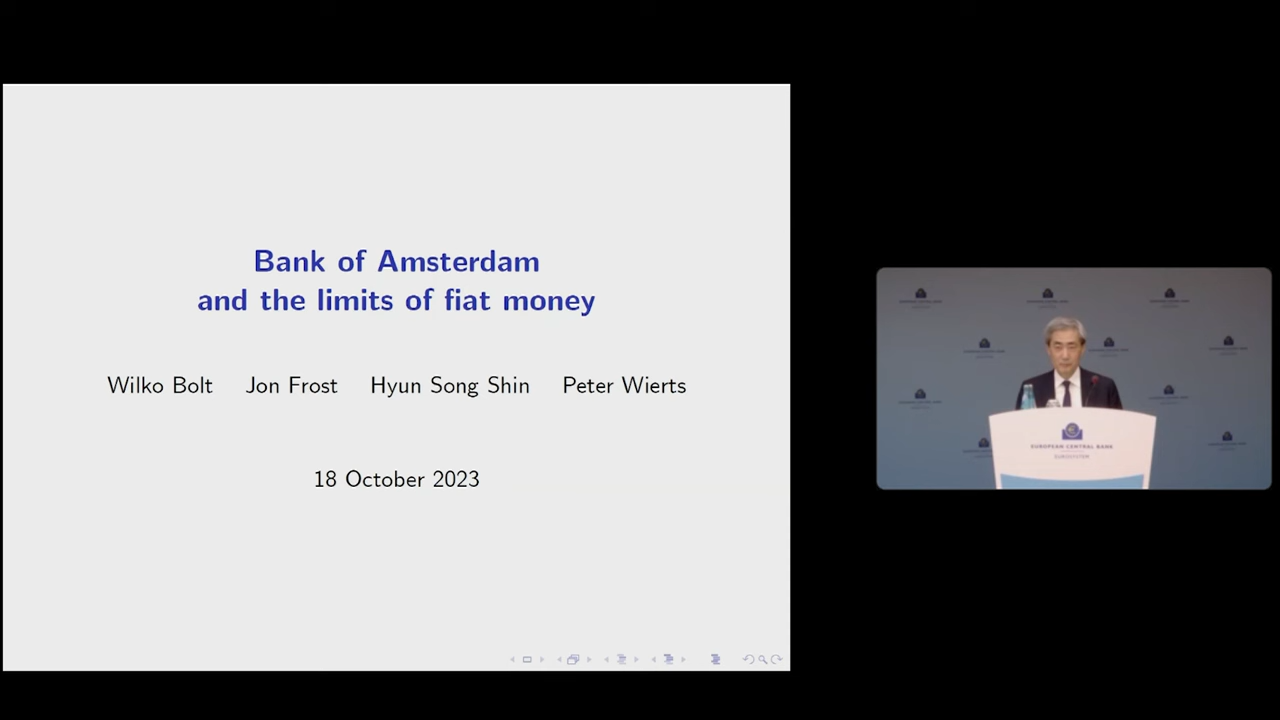 Bank of Amsterdam
and the limits of fiat money
Wilko Bolt Jon Frost Hyun Song Shin Peter Wierts
18 October 2023
EUROPEAN CENTRAL BANK
EUROSYSTEM